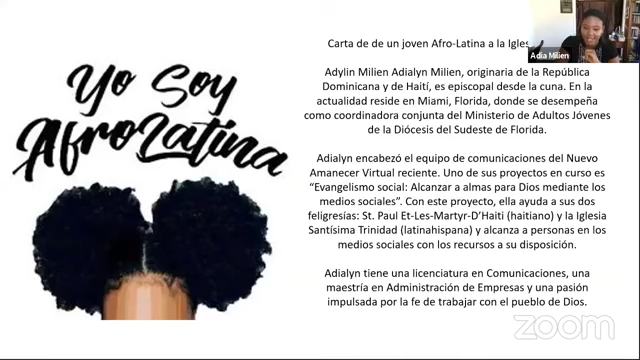 Yo Soy
AfroLatina
Carta de de un joven Afro-Latina a la Igles
Adylin Milien Adialyn Milien, originaria de la República
Dominicana y de Haití, es episcopal desde la cuna. En la
actualidad reside en Miami, Florida, donde se desempeña
como coordinadora conjunta del Ministerio de Adultos Jóvenes
de la Diócesis del Sudeste de Florida.
Adialyn encabezó el equipo de comunicaciones del Nuevo
Amanecer Virtual reciente. Uno de sus proyectos en curso es
“Evangelismo social: Alcanzar a almas para Dios mediante los
medios sociales”. Con este proyecto, ella ayuda a sus dos
feligresías: St. Paul Et-Les-Martyr-D’Haiti (haitiano) y la Iglesia
Santísima Trinidad (latinahispana) y alcanza a personas en los
medios sociales con los recursos a su disposición.
Adialyn tiene una licenciatura en Comunicaciones, una
maestría en Administración de Empresas y una pasión
impulsada por la fe de trabajar con el pueblo de Dios.
Adia Milien
zoom